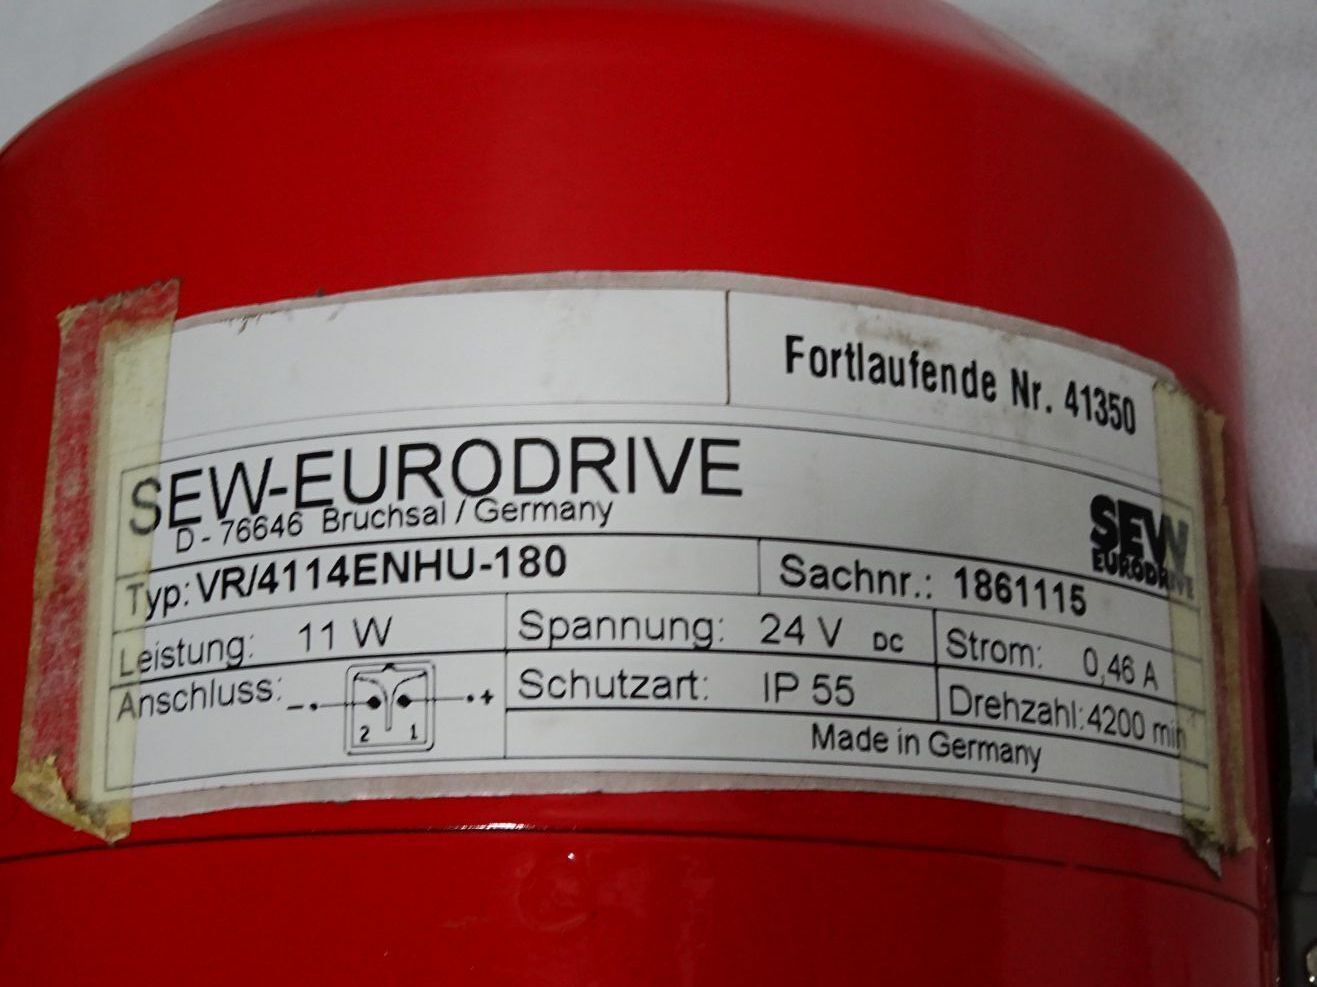 Fortlaufende Nr. 41350
SEW-EURODRIVE
D - 76646 Bruchsal / Germany
SEW
EURODRIVE
Typ: VR/4114ENHU-180
Sachnr.: 1861115
Leistung: 11 W
Spannung: 24 V DC
Strom: 0,46 A
Anschluss: - +
2 1
Schutzart: IP 55
Drehzahl: 4200 min
Made in Germany